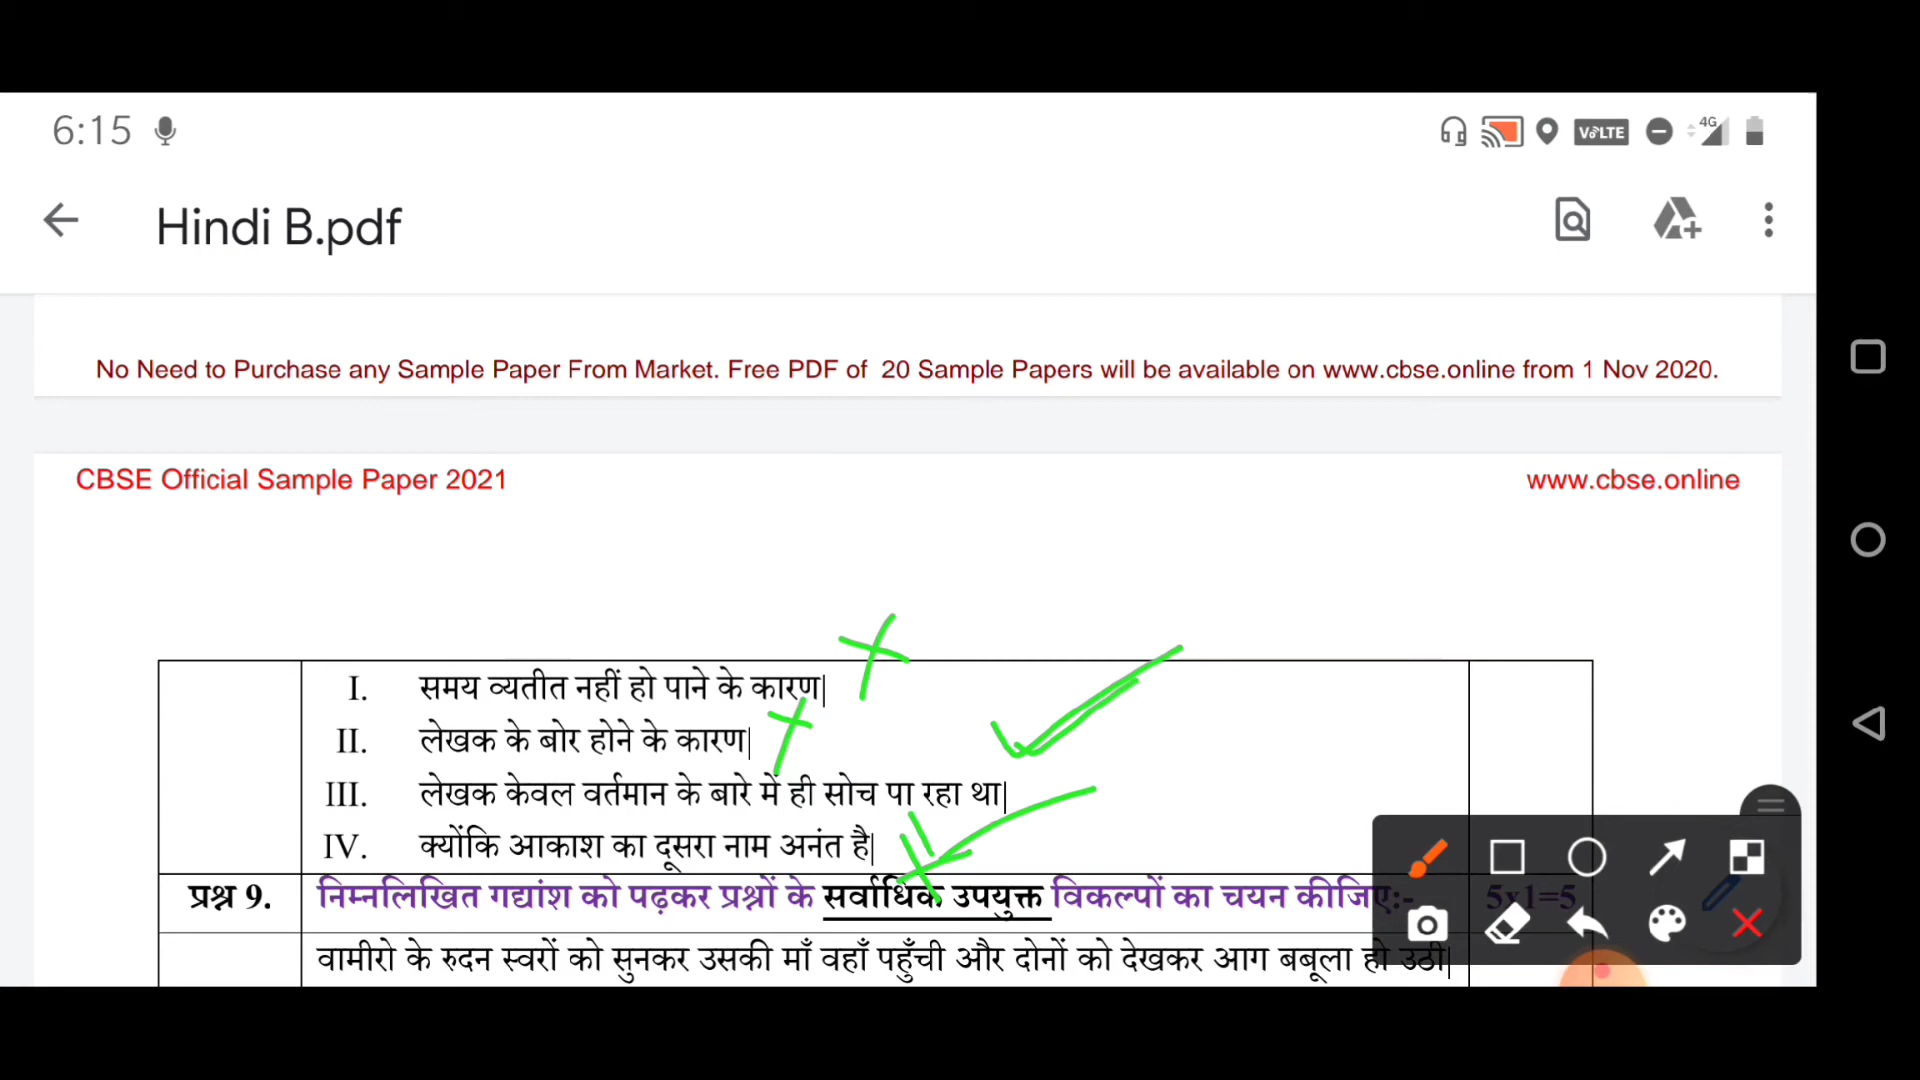 6:15
VoLTE 4G
Hindi B.pdf
No Need to Purchase any Sample Paper From Market. Free PDF of 20 Sample Papers will be available on www.cbse.online from 1 Nov 2020.
CBSE Official Sample Paper 2021 www.cbse.online
I. समय व्यतीत नहीं हो पाने के कारण|
II. लेखक के बोर होने के कारण|
III. लेखक केवल वर्तमान के बारे में ही सोच पा रहा था|
IV. क्योंकि आकाश का दूसरा नाम अनंत है|
प्रश्न 9. निम्नलिखित गद्यांश को पढ़कर प्रश्नों के सर्वाधिक उपयुक्त विकल्पों का चयन कीजिए:- 5x1=5
वामीरो के रुदन स्वरों को सुनकर उसकी माँ वहाँ पहुँची और दोनों को देखकर आग बबूला हो उठी|